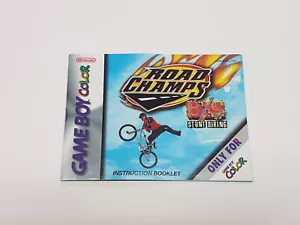 Nintendo
GAME BOY COLOR
ROAD
CHAMPS
BXS
STUNT BIKING
INSTRUCTION BOOKLET
ONLY FOR
GAME BOY
COLOR